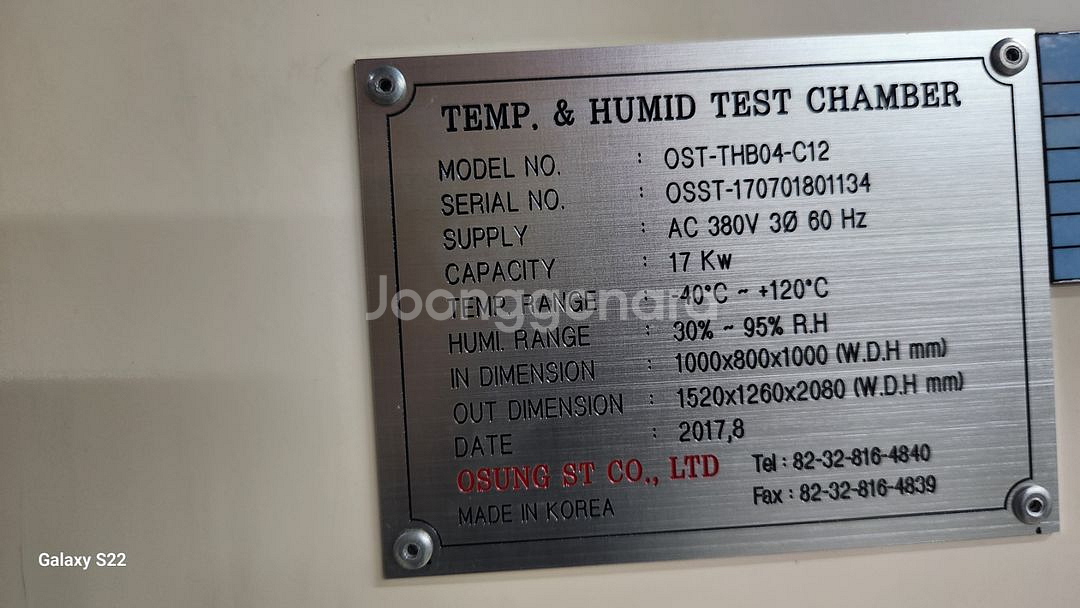 TEMP. & HUMID TEST CHAMBER
MODEL NO. : OST-THB04-C12
SERIAL NO. : OSST-170701801134
SUPPLY : AC 380V 3Ø 60 Hz
CAPACITY : 17 Kw
TEMP. RANGE : -40°C ~ +120°C
HUMI. RANGE : 30% ~ 95% R.H
IN DIMENSION : 1000x800x1000 (W.D.H mm)
OUT DIMENSION : 1520x1260x2080 (W.D.H mm)
DATE : 2017,8
OSUNG ST CO., LTD
Tel : 82-32-816-4840
MADE IN KOREA
Fax : 82-32-816-4839
Joonggonara
Galaxy S22